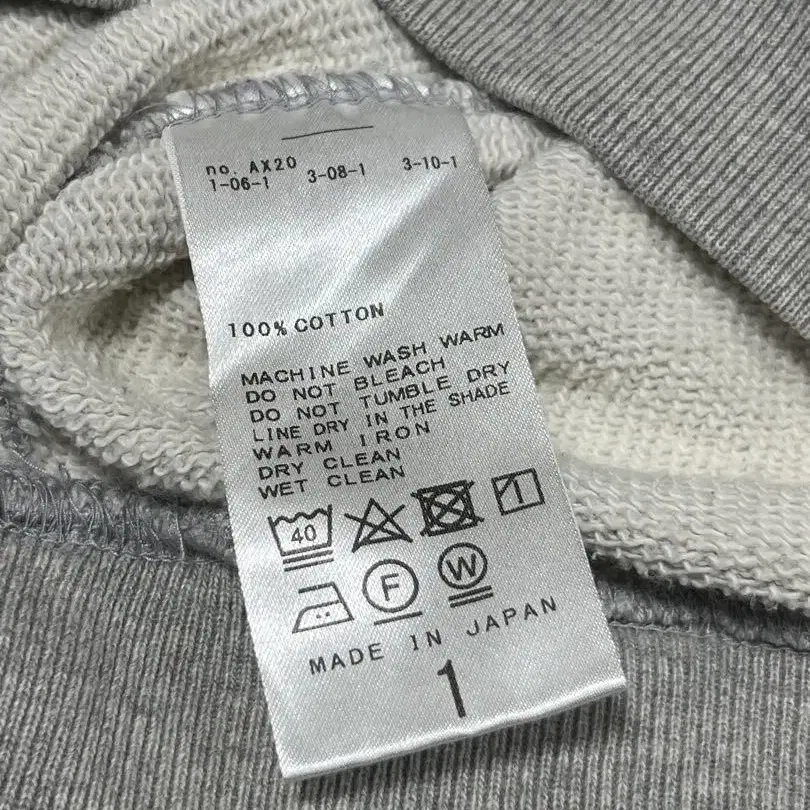 no. AX20
1-06-1 3-08-1 3-10-1
100% COTTON
MACHINE WASH WARM
DO NOT BLEACH
DO NOT TUMBLE DRY
LINE DRY IN THE SHADE
WARM IRON
DRY CLEAN
WET CLEAN
40
F W
MADE IN JAPAN
1